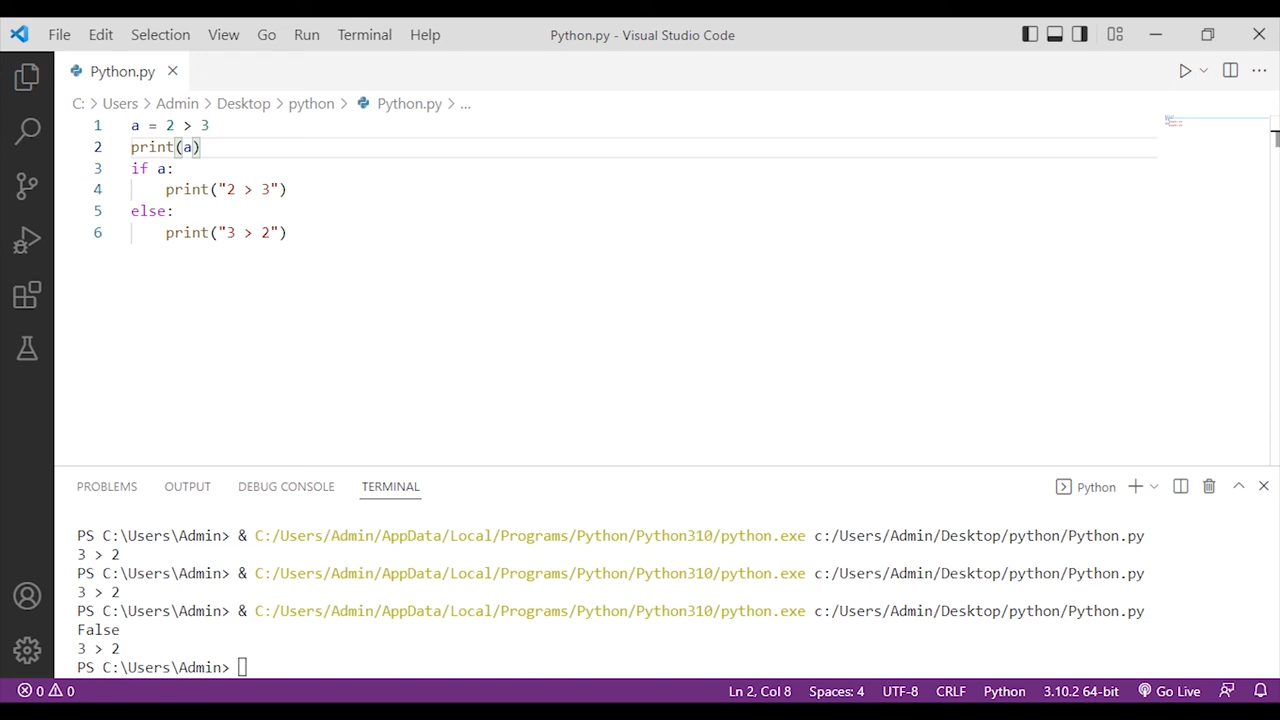 File Edit Selection View Go Run Terminal Help Python.py - Visual Studio Code
Python.py
C: > Users > Admin > Desktop > python > Python.py > ...
1 a = 2 > 3
2 print(a)
3 if a:
4     print("2 > 3")
5 else:
6     print("3 > 2")
PROBLEMS OUTPUT DEBUG CONSOLE TERMINAL Python
PS C:\Users\Admin> & C:/Users/Admin/AppData/Local/Programs/Python/Python310/python.exe c:/Users/Admin/Desktop/python/Python.py
3 > 2
PS C:\Users\Admin> & C:/Users/Admin/AppData/Local/Programs/Python/Python310/python.exe c:/Users/Admin/Desktop/python/Python.py
3 > 2
PS C:\Users\Admin> & C:/Users/Admin/AppData/Local/Programs/Python/Python310/python.exe c:/Users/Admin/Desktop/python/Python.py
False
3 > 2
PS C:\Users\Admin>
0 0 Ln 2, Col 8 Spaces: 4 UTF-8 CRLF Python 3.10.2 64-bit Go Live